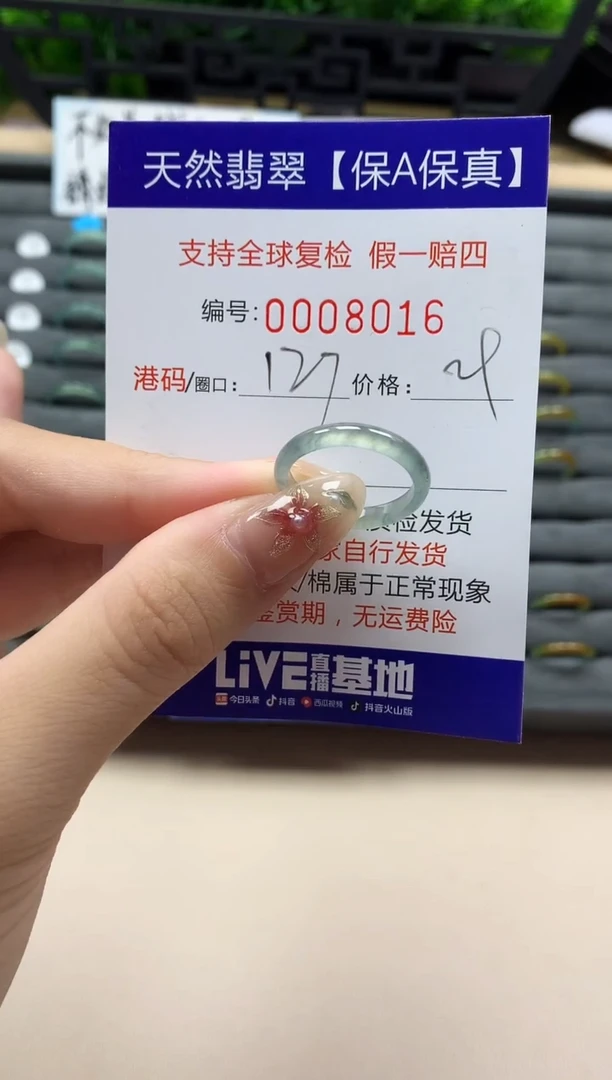 天然翡翠【保A保真】
支持全球复检 假一赔四
编号:0008016
港码/圈口: 127 价格:
检发货
家自行发货
/棉属于正常现象
鉴赏期，无运费险
LiVE直播基地
今日头条 抖音 西瓜视频 抖音火山版